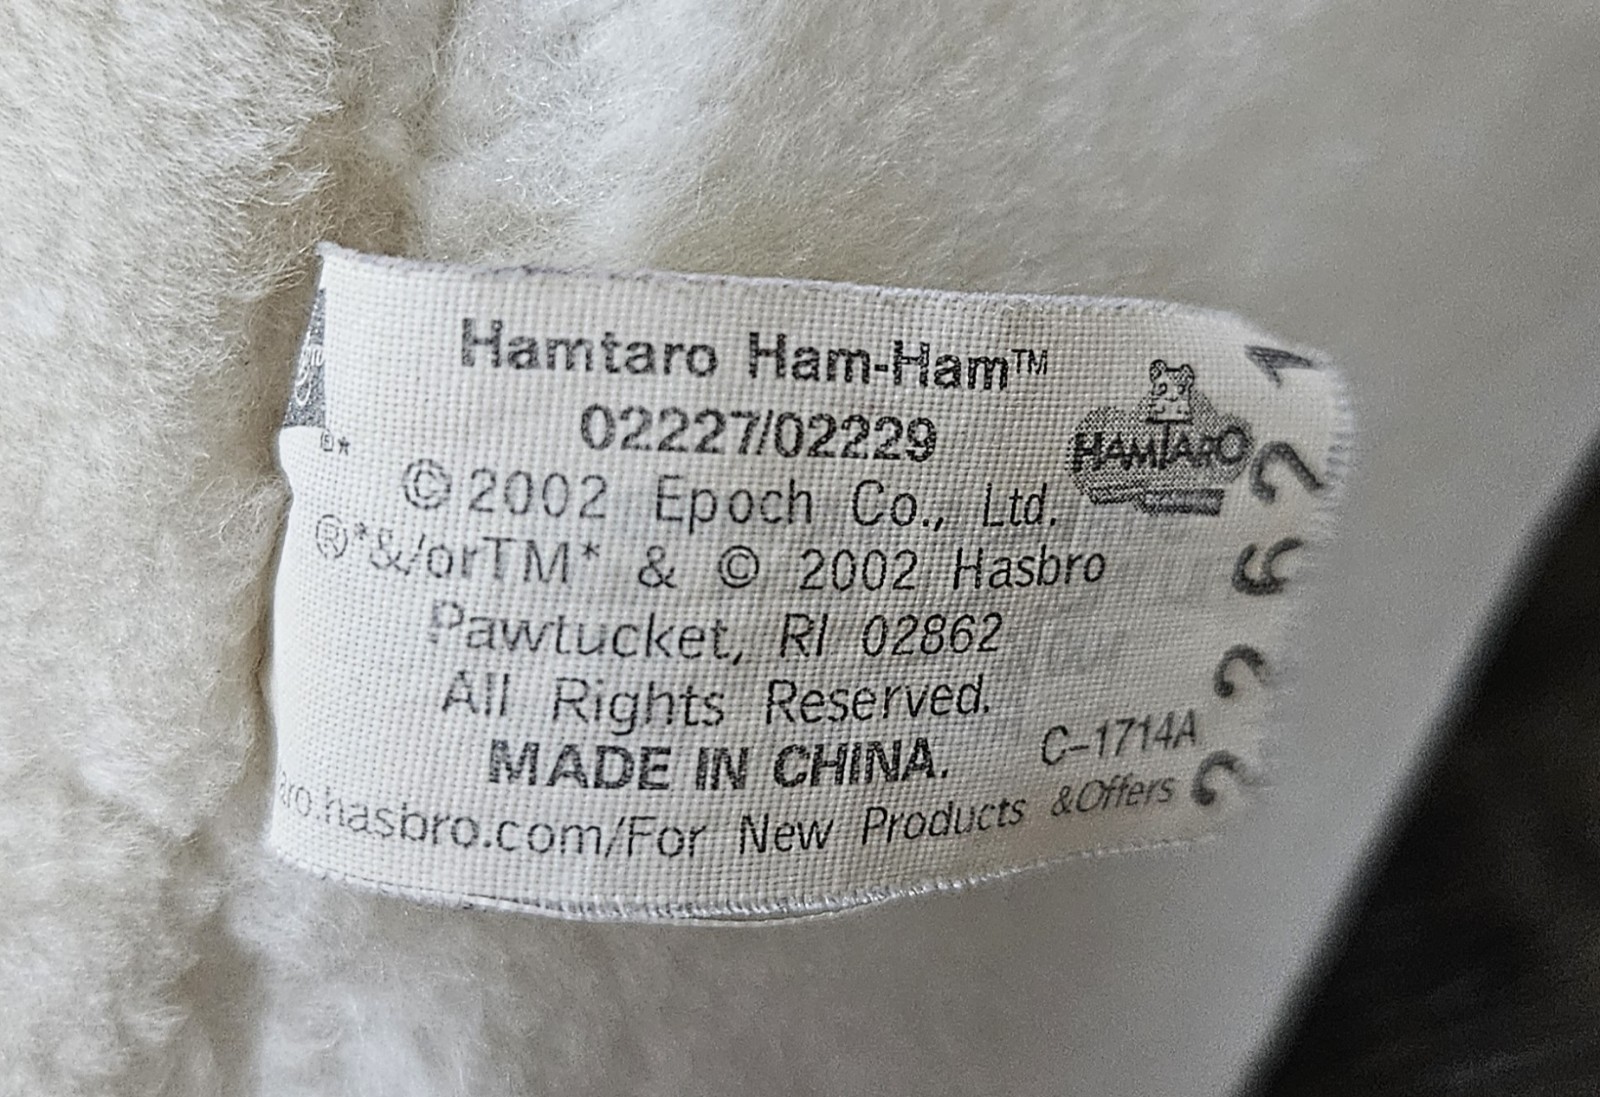 Hamtaro Ham-Ham™
02227/02229
HAMTARO
®*
©2002 Epoch Co., Ltd.
®*&/orTM* & © 2002 Hasbro
Pawtucket, RI 02862
All Rights Reserved.
MADE IN CHINA.
C-1714A
aro.hasbro.com/For New Products &Offers
22621